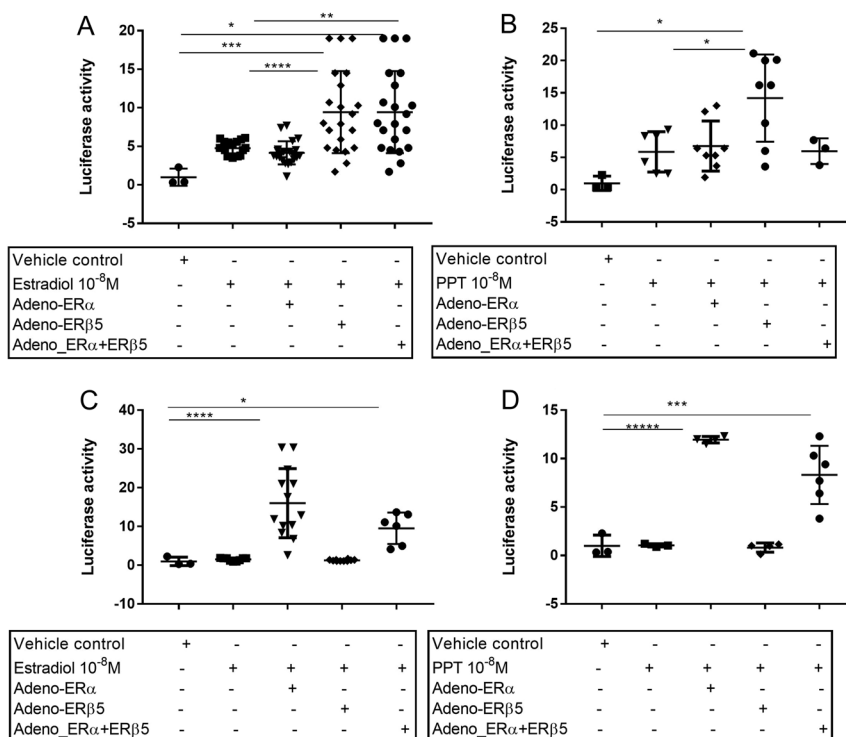 A
* **
***
****
Luciferase activity
20
15
10
5
0
-5
Vehicle control + - - - -
Estradiol 10⁻⁸M - + + + +
Adeno-ERα - - + - -
Adeno-ERβ5 - - - + -
Adeno_ERα+ERβ5 - - - - +
B
*
*
Luciferase activity
25
20
15
10
5
0
-5
Vehicle control + - - - -
PPT 10⁻⁸M - + + + +
Adeno-ERα - - + - -
Adeno-ERβ5 - - - + -
Adeno_ERα+ERβ5 - - - - +
C
*
****
Luciferase activity
40
30
20
10
0
-10
Vehicle control + - - - -
Estradiol 10⁻⁸M - + + + +
Adeno-ERα - - + - -
Adeno-ERβ5 - - - + -
Adeno_ERα+ERβ5 - - - - +
D
***
*****
Luciferase activity
15
10
5
0
-5
Vehicle control + - - - -
PPT 10⁻⁸M - + + + +
Adeno-ERα - - + - -
Adeno-ERβ5 - - - + -
Adeno_ERα+ERβ5 - - - - +